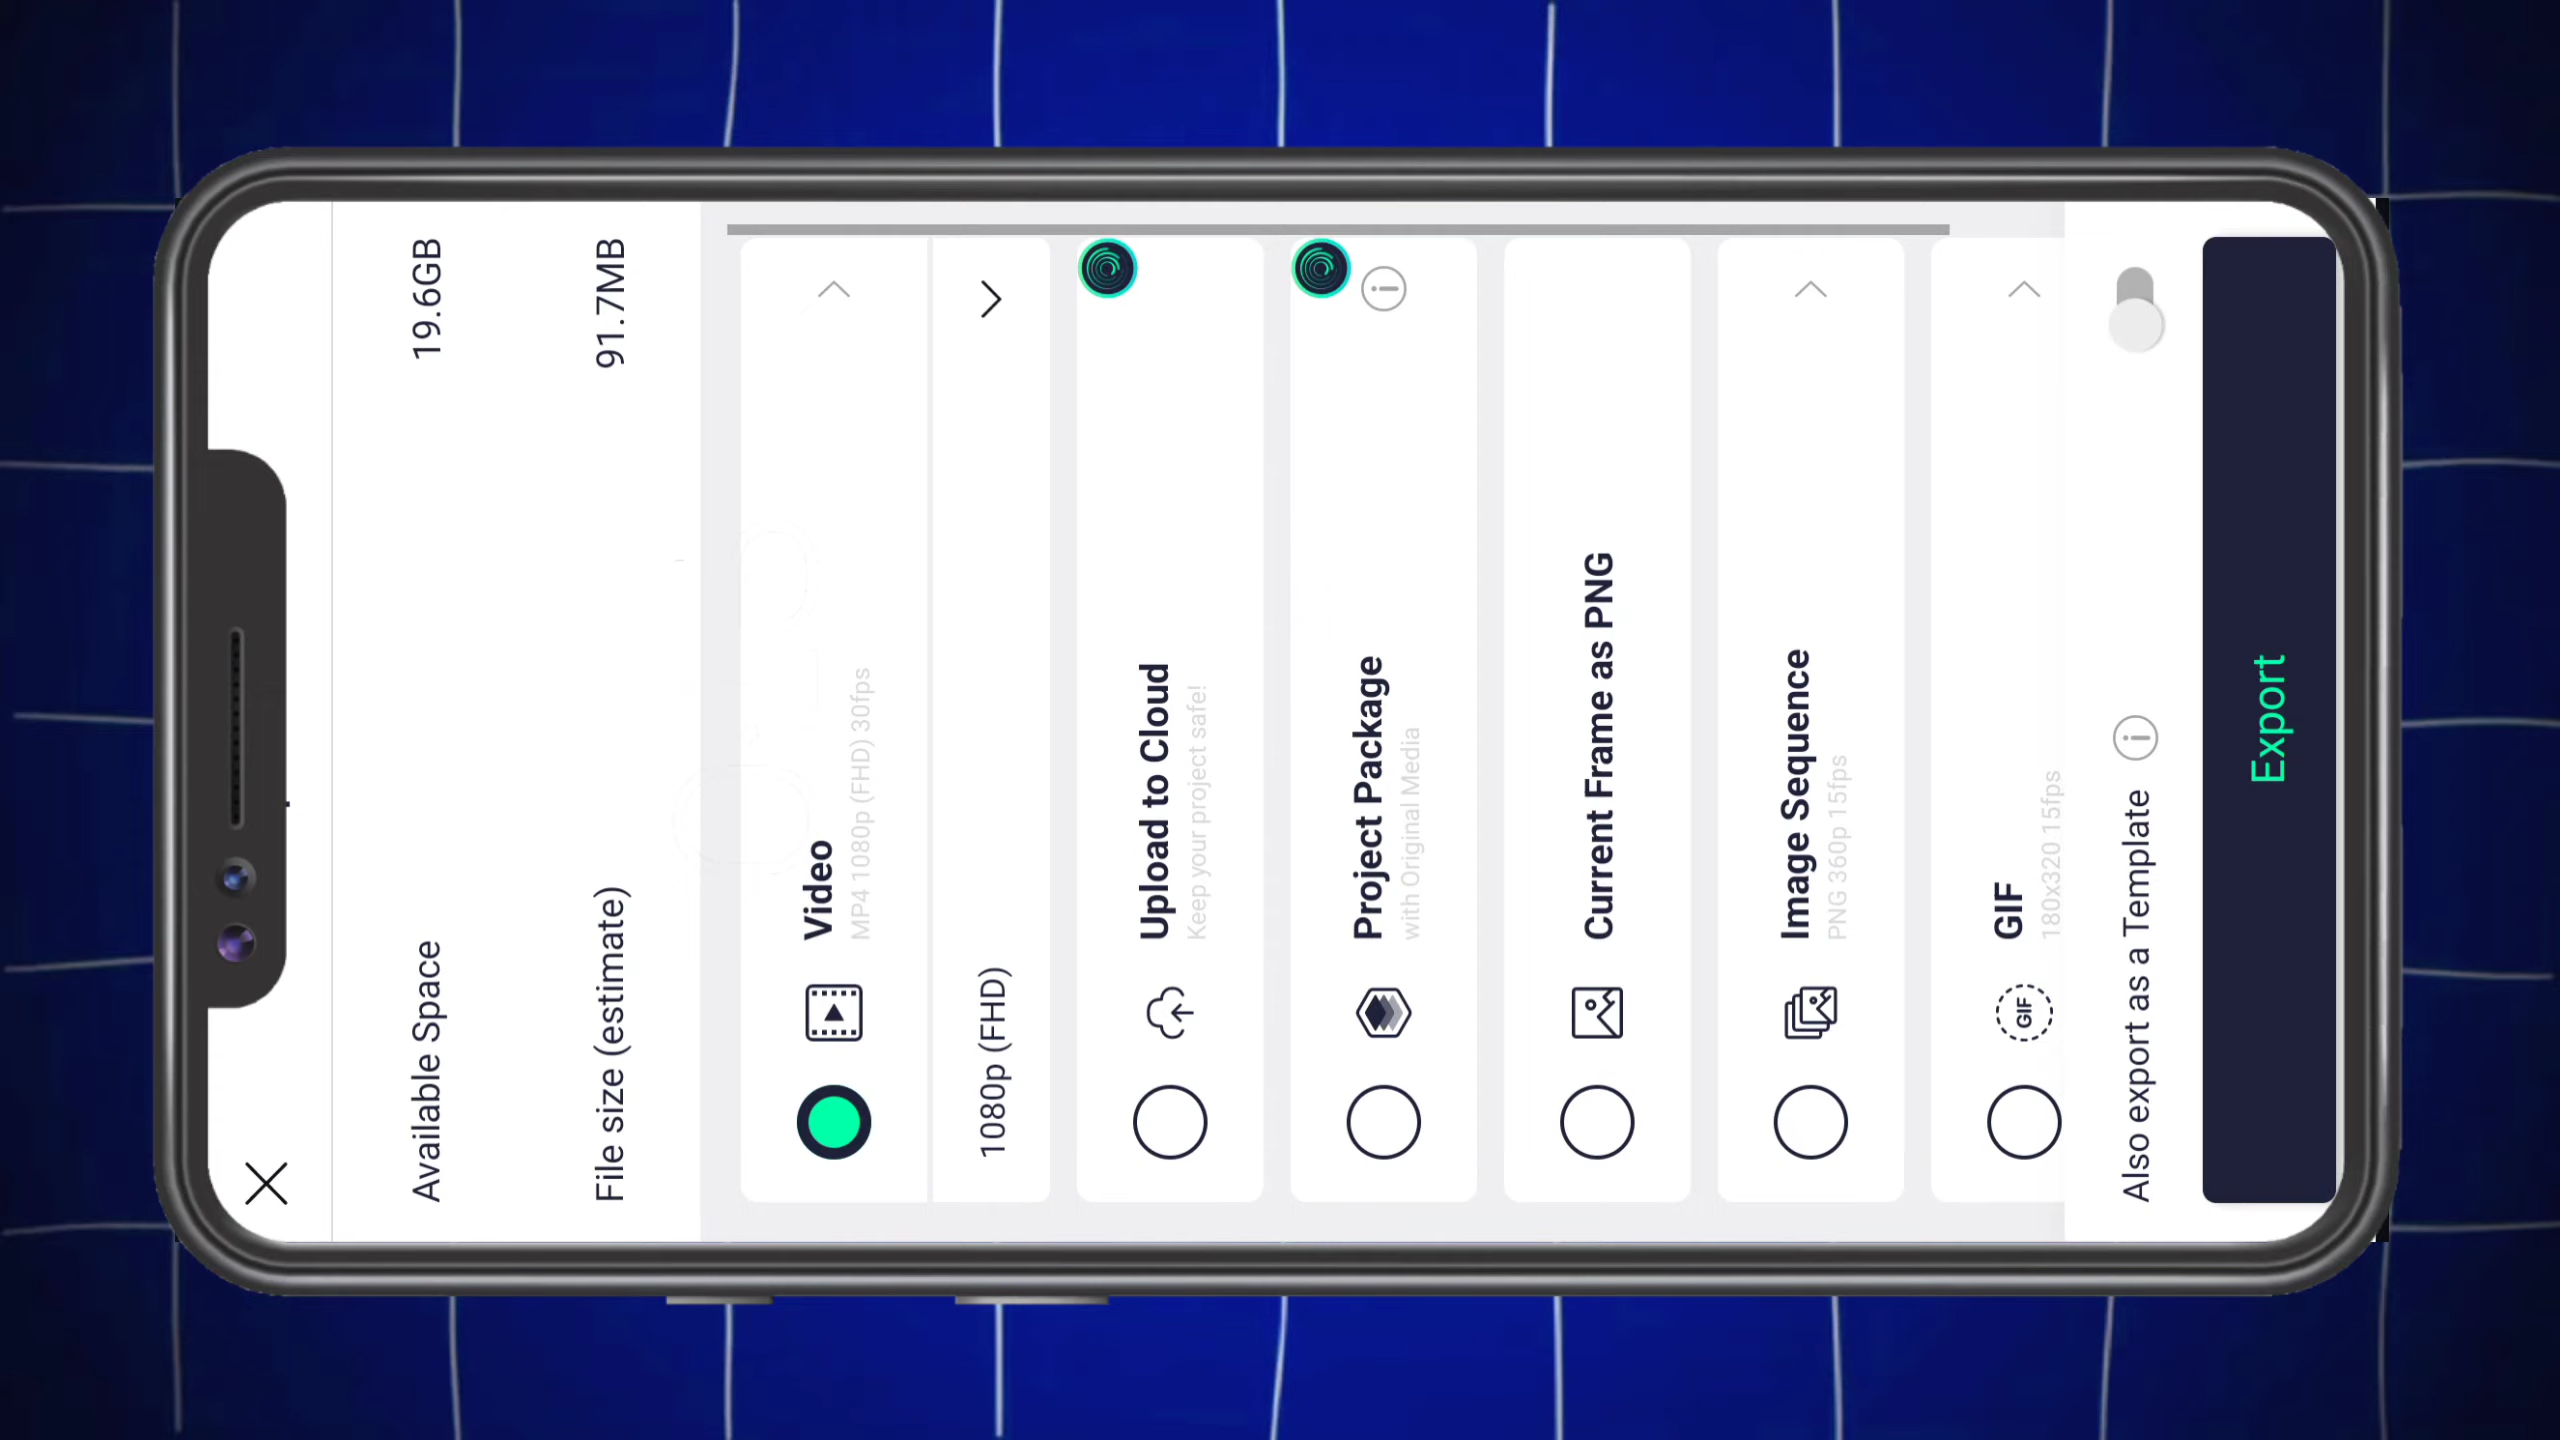 Available Space 19.6GB
File size (estimate) 91.7MB
Video
MP4 1080p (FHD) 30fps
1080p (FHD)
Upload to Cloud
Keep your project safe!
Project Package
with Original Media
Current Frame as PNG
Image Sequence
PNG 360p 15fps
GIF
GIF
180x320 15fps
Also export as a Template
Export